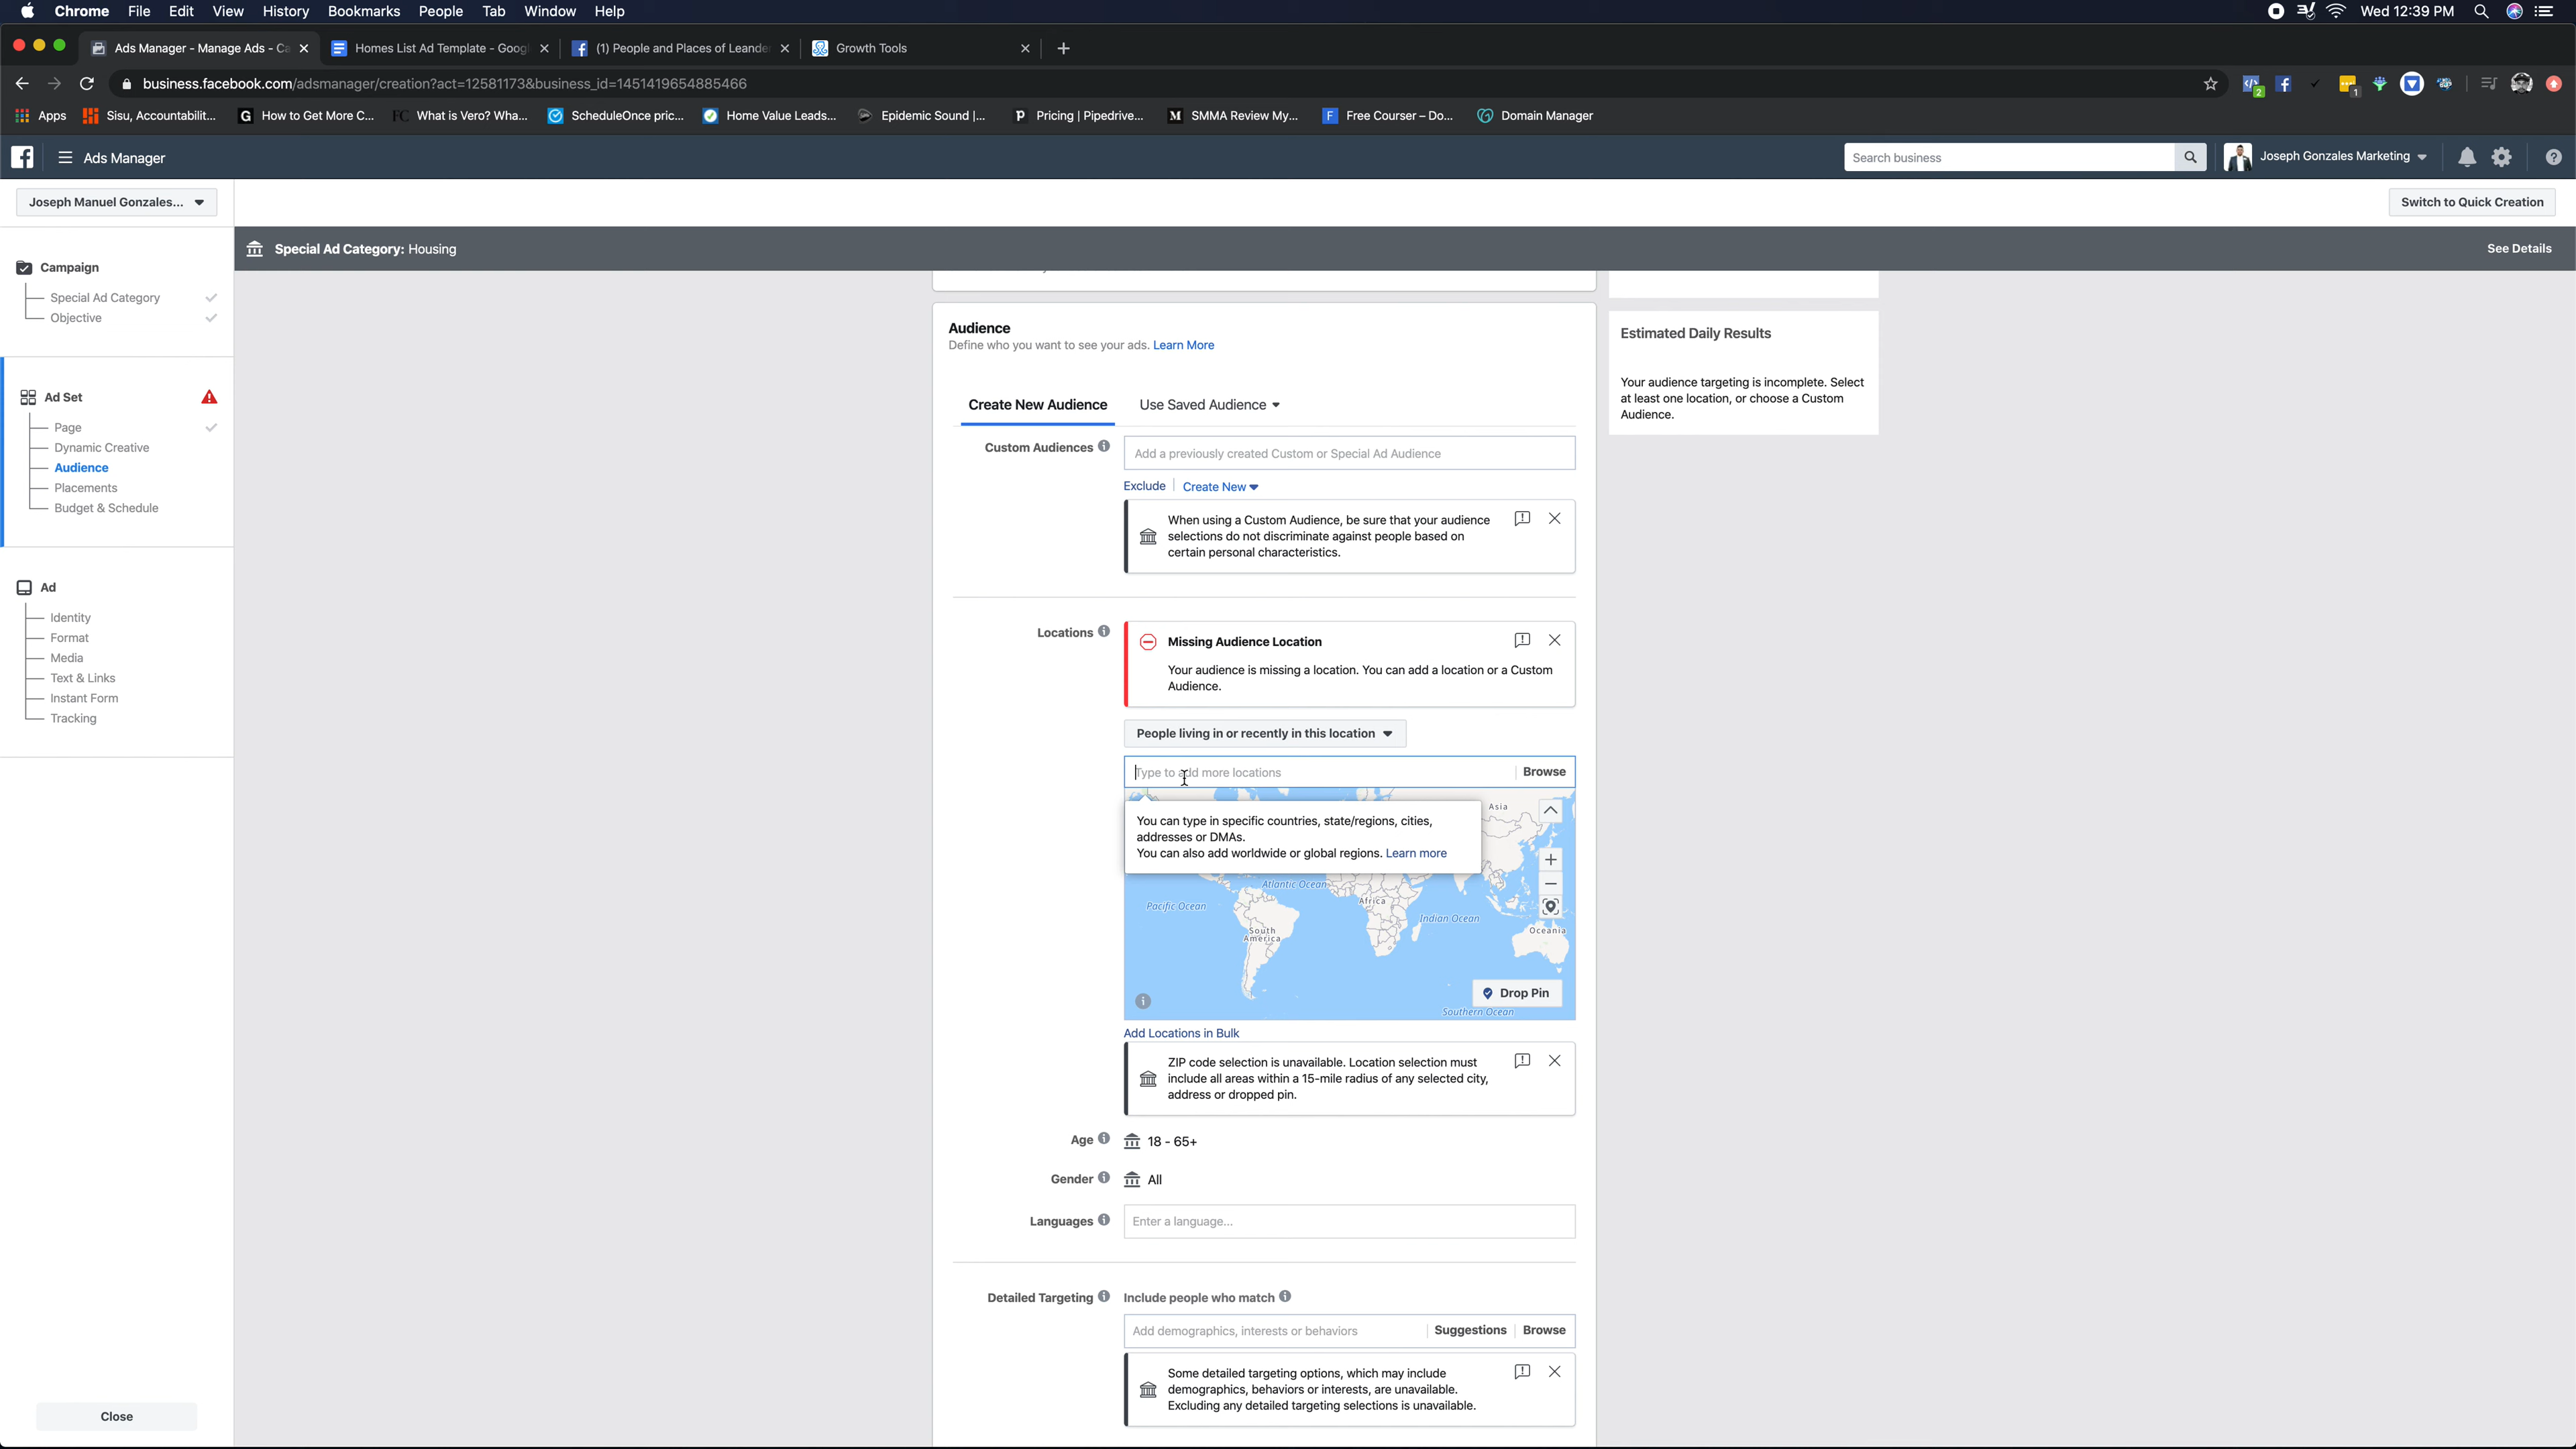 Chrome File Edit View History Bookmarks People Tab Window Help Wed 12:39 PM
Ads Manager - Manage Ads - Ca Homes List Ad Template - Goog (1) People and Places of Leande Growth Tools
business.facebook.com/adsmanager/creation?act=12581173&business_id=1451419654885466
Apps Sisu, Accountabilit... How to Get More C... What is Vero? Wha... ScheduleOnce pric... Home Value Leads... Epidemic Sound |... Pricing | Pipedrive... SMMA Review My... Free Courser – Do... Domain Manager
Ads Manager Search business Joseph Gonzales Marketing
Joseph Manuel Gonzales... Switch to Quick Creation
Special Ad Category: Housing See Details
Campaign
Special Ad Category
Objective
Ad Set
Page
Dynamic Creative
Audience
Placements
Budget & Schedule
Ad
Identity
Format
Media
Text & Links
Instant Form
Tracking
Close
Audience
Define who you want to see your ads. Learn More
Create New Audience Use Saved Audience
Custom Audiences Add a previously created Custom or Special Ad Audience
Exclude Create New
When using a Custom Audience, be sure that your audience
selections do not discriminate against people based on
certain personal characteristics.
Locations Missing Audience Location
Your audience is missing a location. You can add a location or a Custom
Audience.
People living in or recently in this location
Type to add more locations Browse
You can type in specific countries, state/regions, cities,
addresses or DMAs.
You can also add worldwide or global regions. Learn more
Asia
Atlantic Ocean
Pacific Ocean
Africa
Indian Ocean
South
America
Oceania
Drop Pin
Southern Ocean
Add Locations in Bulk
ZIP code selection is unavailable. Location selection must
include all areas within a 15-mile radius of any selected city,
address or dropped pin.
Age 18 - 65+
Gender All
Languages Enter a language...
Detailed Targeting Include people who match
Add demographics, interests or behaviors Suggestions Browse
Some detailed targeting options, which may include
demographics, behaviors or interests, are unavailable.
Excluding any detailed targeting selections is unavailable.
Estimated Daily Results
Your audience targeting is incomplete. Select
at least one location, or choose a Custom
Audience.